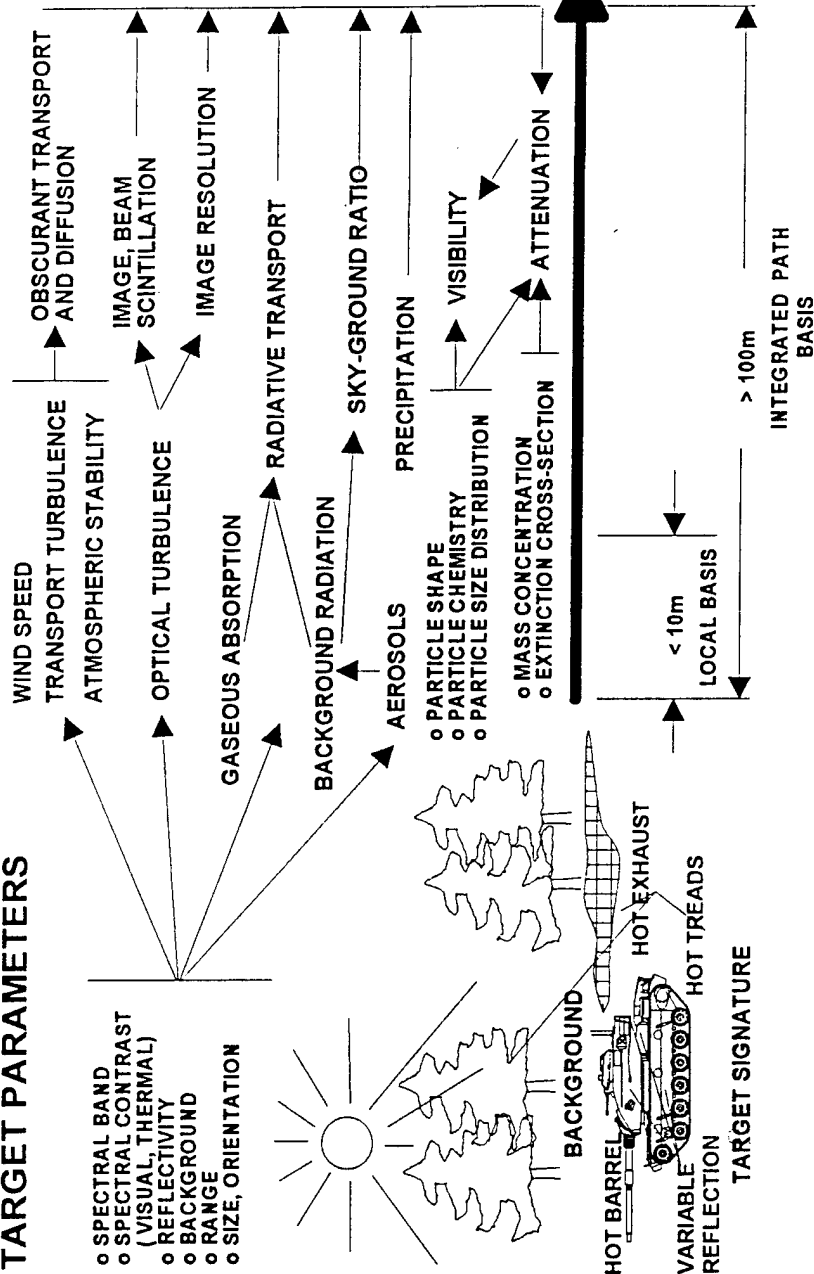 TARGET PARAMETERS
o SPECTRAL BAND
o SPECTRAL CONTRAST
(VISUAL, THERMAL)
o REFLECTIVITY
o BACKGROUND
o RANGE
o SIZE, ORIENTATION
WIND SPEED
TRANSPORT TURBULENCE
ATMOSPHERIC STABILITY
OBSCURANT TRANSPORT
AND DIFFUSION
OPTICAL TURBULENCE
IMAGE, BEAM
SCINTILLATION
IMAGE RESOLUTION
GASEOUS ABSORPTION
RADIATIVE TRANSPORT
BACKGROUND RADIATION
SKY-GROUND RATIO
AEROSOLS
PRECIPITATION
o PARTICLE SHAPE
o PARTICLE CHEMISTRY
o PARTICLE SIZE DISTRIBUTION
VISIBILITY
o MASS CONCENTRATION
o EXTINCTION CROSS-SECTION
ATTENUATION
BACKGROUND
HOT BARREL
HOT EXHAUST
HOT TREADS
VARIABLE
REFLECTION
TARGET SIGNATURE
< 10m
LOCAL BASIS
> 100m
INTEGRATED PATH
BASIS